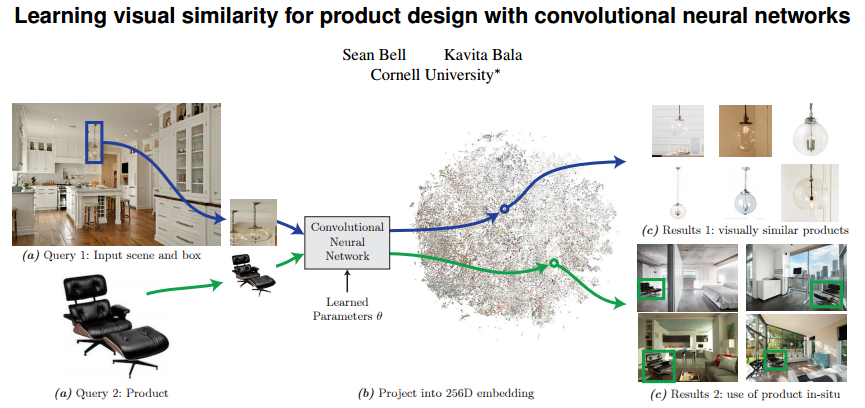 Learning visual similarity for product design with convolutional neural networks
Sean Bell Kavita Bala
Cornell University*
(a) Query 1: Input scene and box
Convolutional
Neural
Network
Learned
Parameters θ
(c) Results 1: visually similar products
(a) Query 2: Product
(b) Project into 256D embedding
(c) Results 2: use of product in-situ